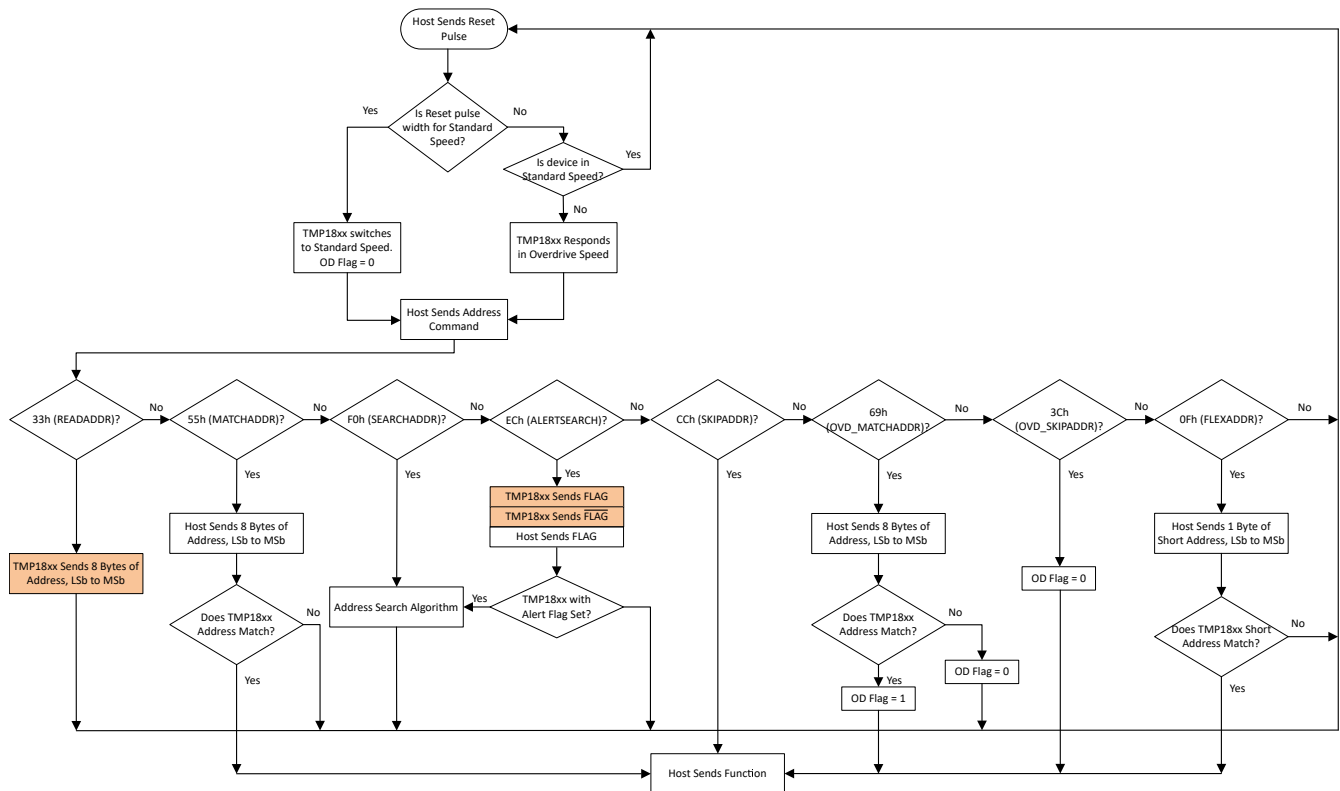 Host Sends Reset
Pulse
Is Reset pulse
width for Standard
Speed?
Yes
No
Is device in
Standard Speed?
Yes
No
TMP18xx switches
to Standard Speed.
OD Flag = 0
TMP18xx Responds
in Overdrive Speed
Host Sends Address
Command
33h (READADDR)?
No
55h (MATCHADDR)?
No
F0h (SEARCHADDR)?
No
ECh (ALERTSEARCH)?
No
CCh (SKIPADDR)?
No
69h
(OVD_MATCHADDR)?
No
3Ch
(OVD_SKIPADDR)?
No
0Fh (FLEXADDR)?
No
Yes
Yes
Yes
Yes
Yes
Yes
Yes
Yes
TMP18xx Sends 8 Bytes of
Address, LSb to MSb
Host Sends 8 Bytes of
Address, LSb to MSb
Does TMP18xx
Address Match?
No
Yes
Address Search Algorithm
TMP18xx Sends FLAG
TMP18xx Sends F̅L̅A̅G̅
Host Sends FLAG
TMP18xx with
Alert Flag Set?
Yes
No
Host Sends 8 Bytes of
Address, LSb to MSb
Does TMP18xx
Address Match?
No
Yes
OD Flag = 1
OD Flag = 0
OD Flag = 0
Host Sends 1 Byte of
Short Address, LSb to MSb
Does TMP18xx Short
Address Match?
No
Yes
Host Sends Function